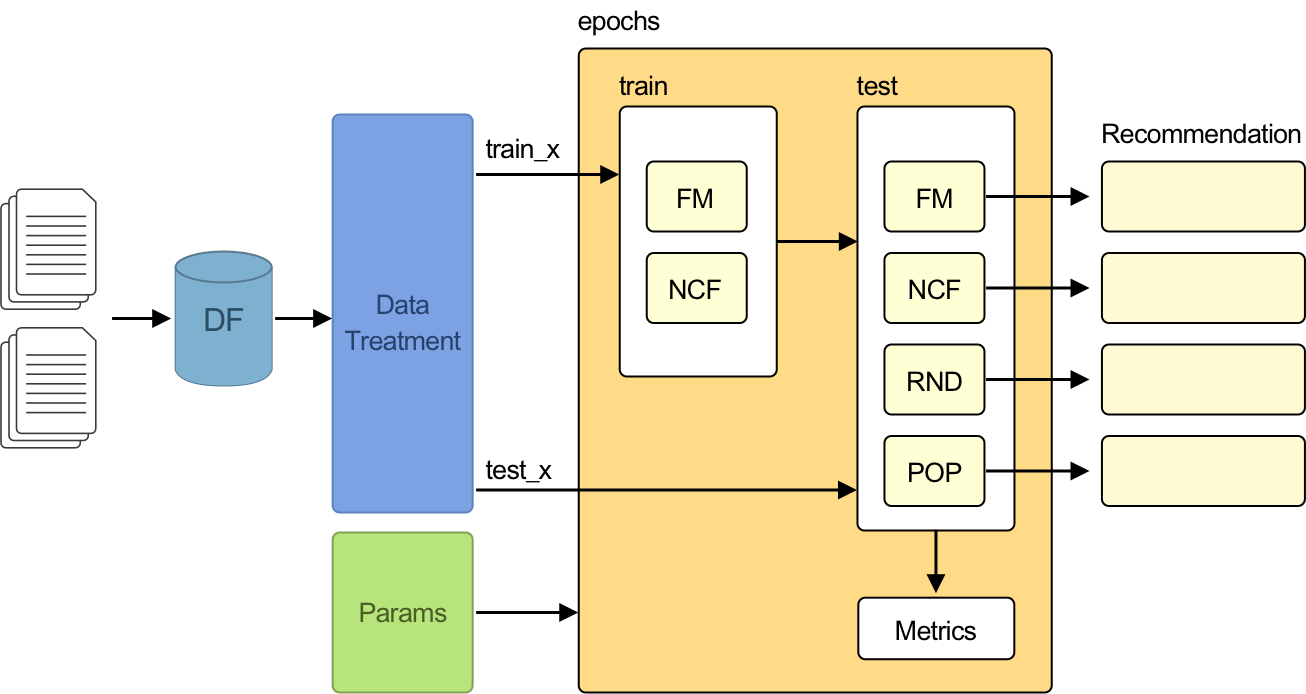 epochs
train
test
Recommendation
train_x
FM
FM
NCF
NCF
DF
Data
Treatment
RND
test_x
POP
Params
Metrics